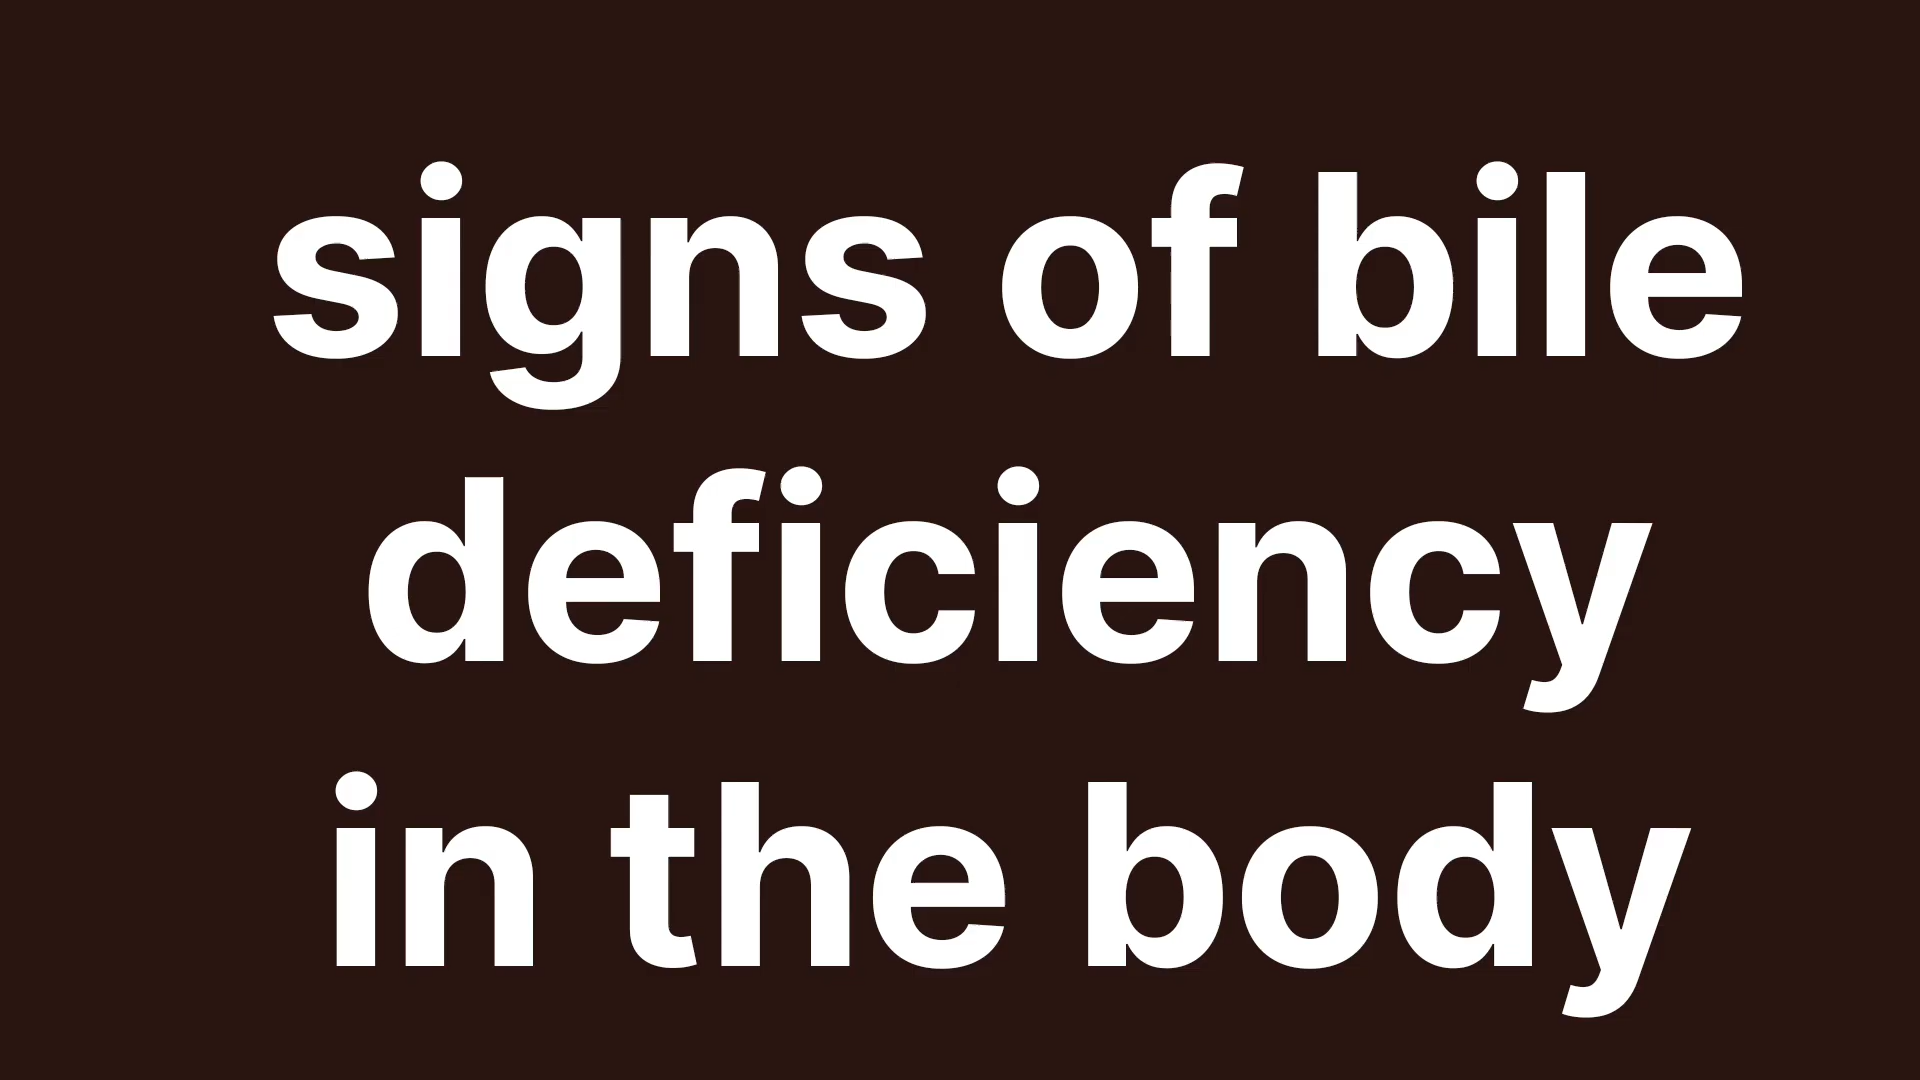 signs of bile
deficiency
in the body